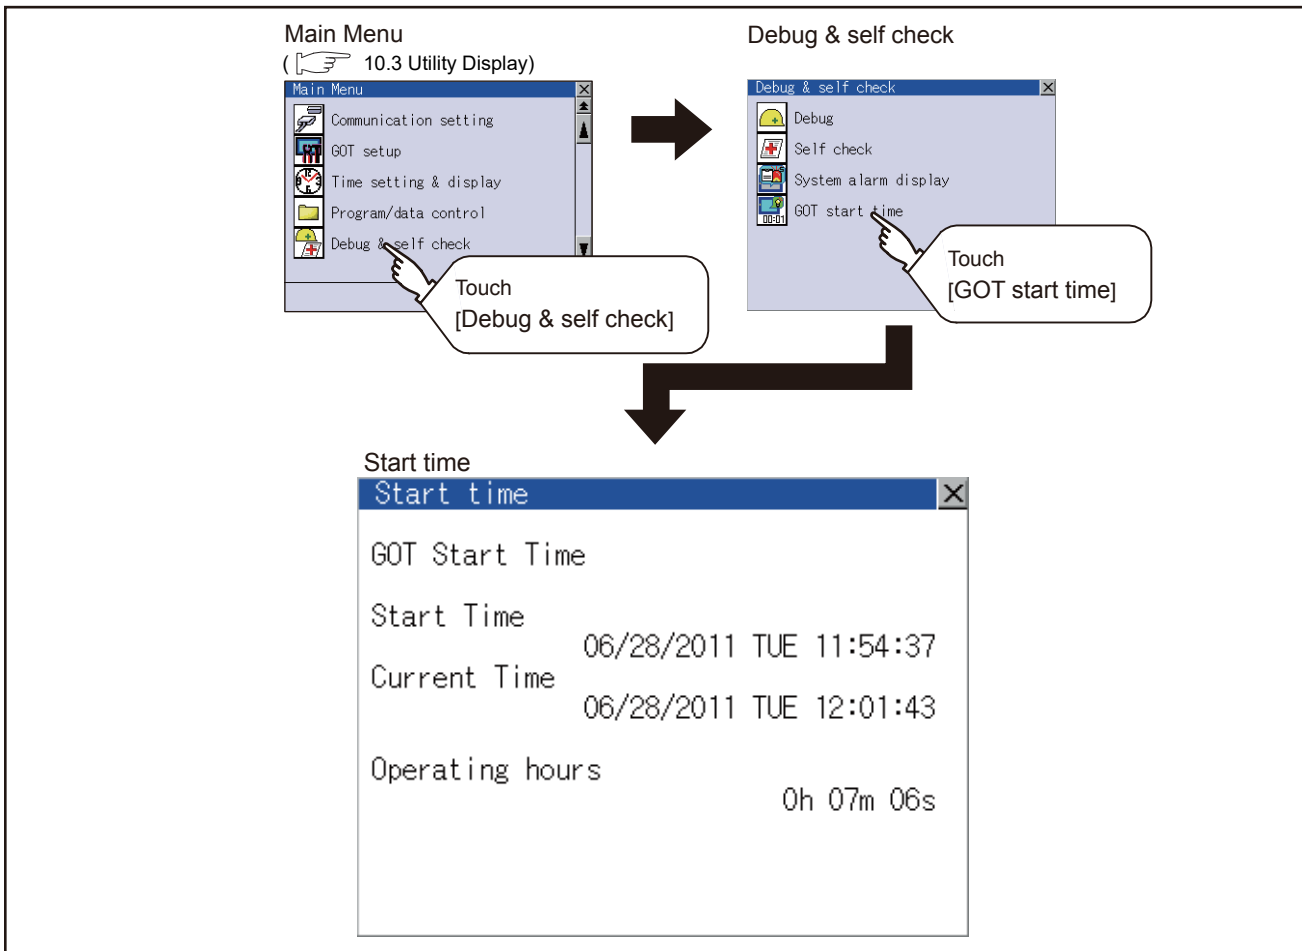 Main Menu
( 10.3 Utility Display)
Main Menu
Communication setting
GOT setup
Time setting & display
Program/data control
Debug & self check
Touch
[Debug & self check]
Debug & self check
Debug & self check
Debug
Self check
System alarm display
00:01
GOT start time
Touch
[GOT start time]
Start time
Start time
GOT Start Time
Start Time
06/28/2011 TUE 11:54:37
Current Time
06/28/2011 TUE 12:01:43
Operating hours
0h 07m 06s